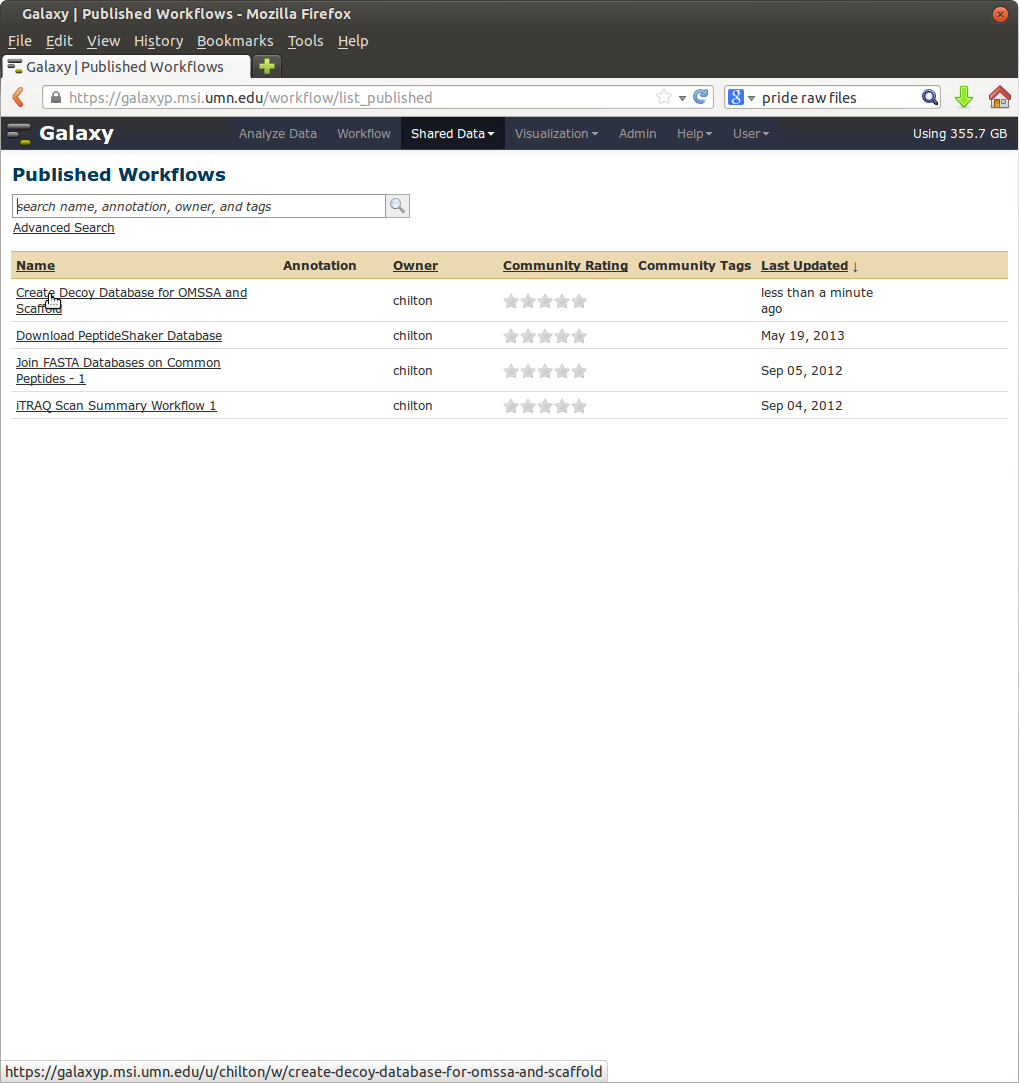 Galaxy | Published Workflows - Mozilla Firefox
File Edit View History Bookmarks Tools Help
Galaxy | Published Workflows
https://galaxyp.msi.umn.edu/workflow/list_published 8 pride raw files
Galaxy Analyze Data Workflow Shared Data Visualization Admin Help User Using 355.7 GB
Published Workflows
search name, annotation, owner, and tags
Advanced Search
Name Annotation Owner Community Rating Community Tags Last Updated ↓
Create Decoy Database for OMSSA and
Scaffold
chilton
less than a minute
ago
Download PeptideShaker Database chilton May 19, 2013
Join FASTA Databases on Common
Peptides - 1
chilton Sep 05, 2012
iTRAQ Scan Summary Workflow 1 chilton Sep 04, 2012
https://galaxyp.msi.umn.edu/u/chilton/w/create-decoy-database-for-omssa-and-scaffold